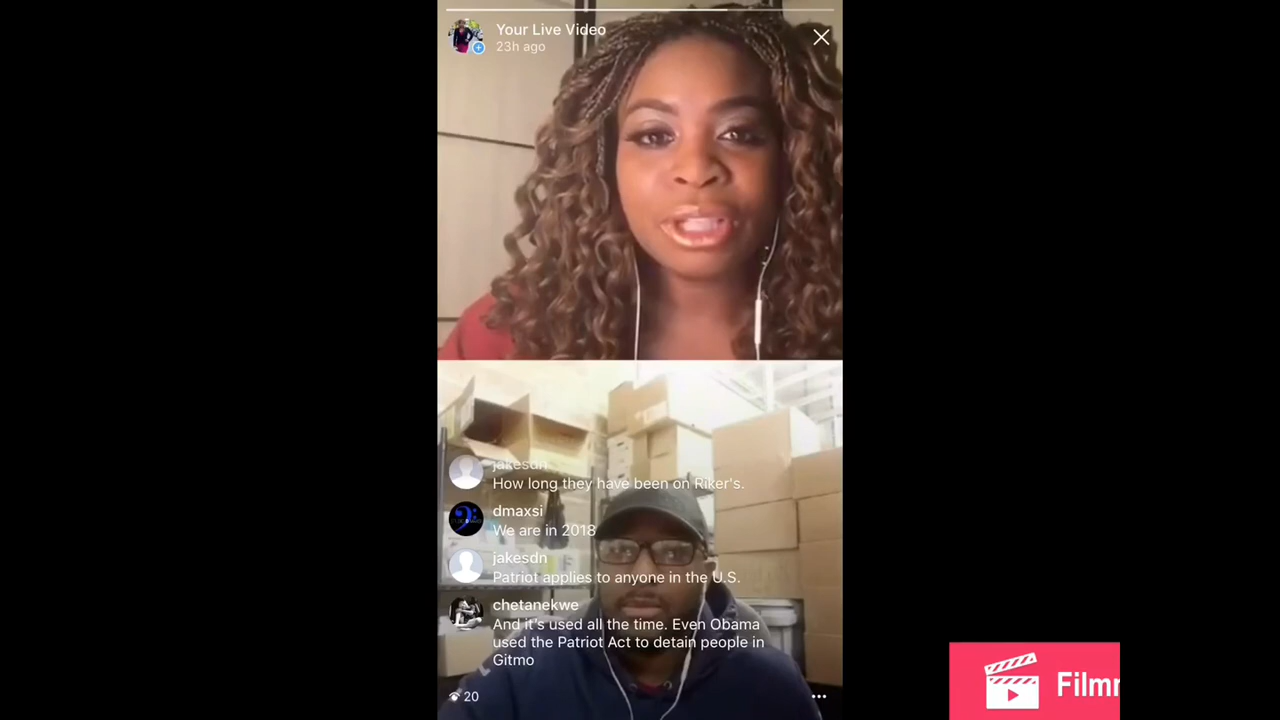 Your Live Video
23h ago
jakesdn
How long they have been on Riker's.
dmaxsi
We are in 2018
jakesdn
Patriot applies to anyone in the U.S.
chetanekwe
And it's used all the time. Even Obama
used the Patriot Act to detain people in
Gitmo
20
Filmr